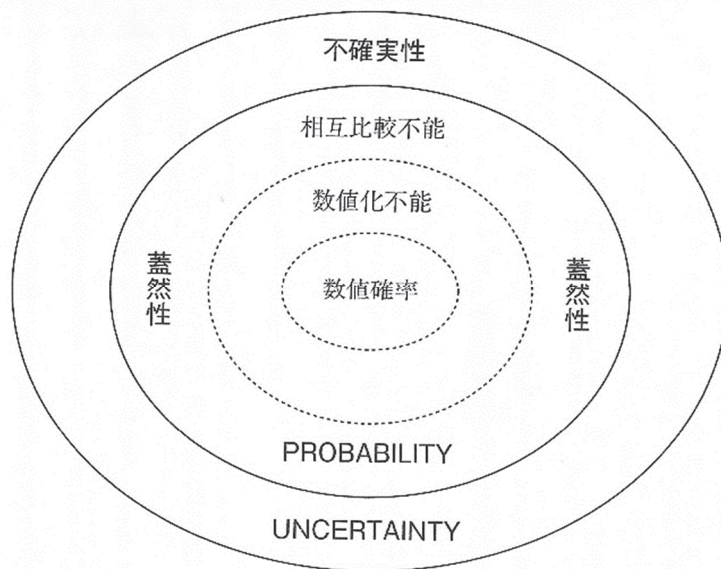 不確実性
相互比較不能
数値化不能
蓋然性
数値確率
蓋然性
PROBABILITY
UNCERTAINTY